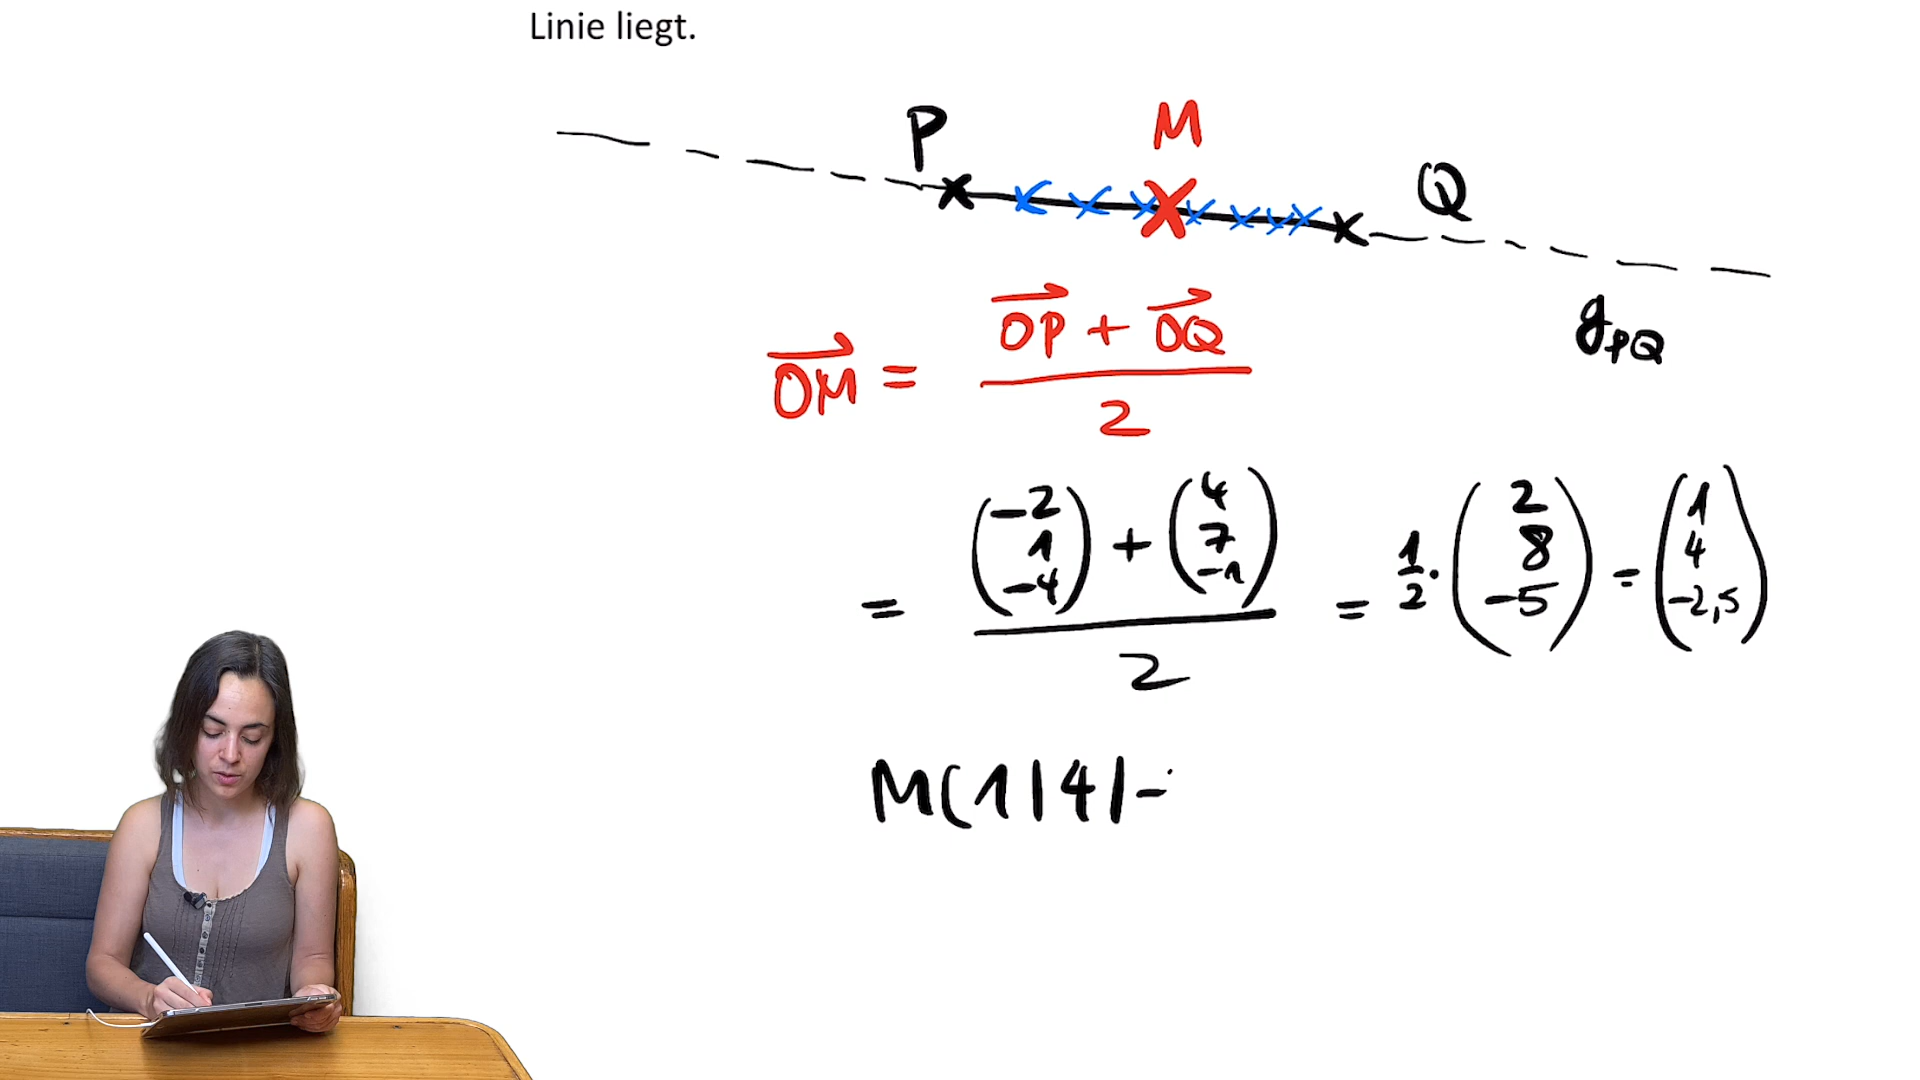 Linie liegt.
P M Q
g_PQ
OM = (OP + OQ) / 2
= ((-2 1 -4) + (4 7 -1)) / 2 = 1/2 · (2 8 -5) = (1 4 -2,5)
M(1|4|-